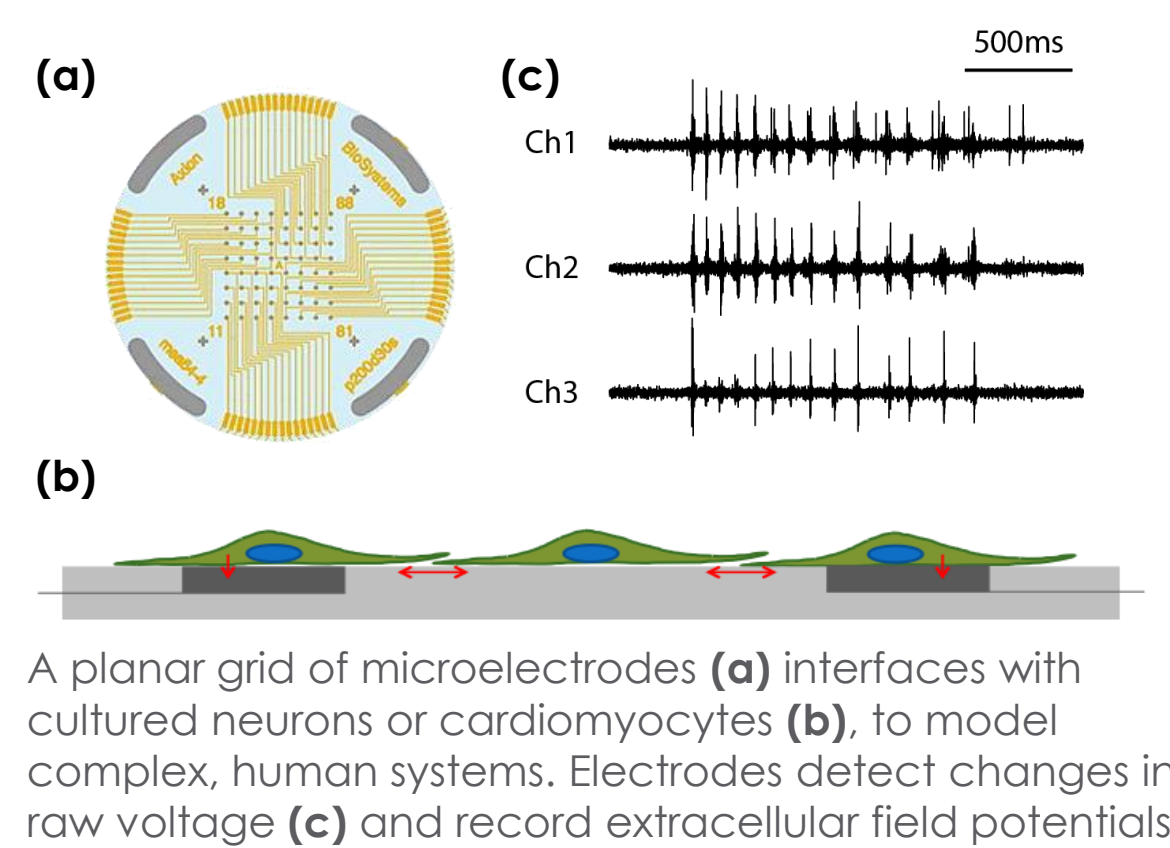 (a)
Axion
BioSystems
18
88
A
11
81
mea64-4
p200d30s
(c)
500ms
Ch1
Ch2
Ch3
(b)
A planar grid of microelectrodes (a) interfaces with
cultured neurons or cardiomyocytes (b), to model
complex, human systems. Electrodes detect changes in
raw voltage (c) and record extracellular field potentials